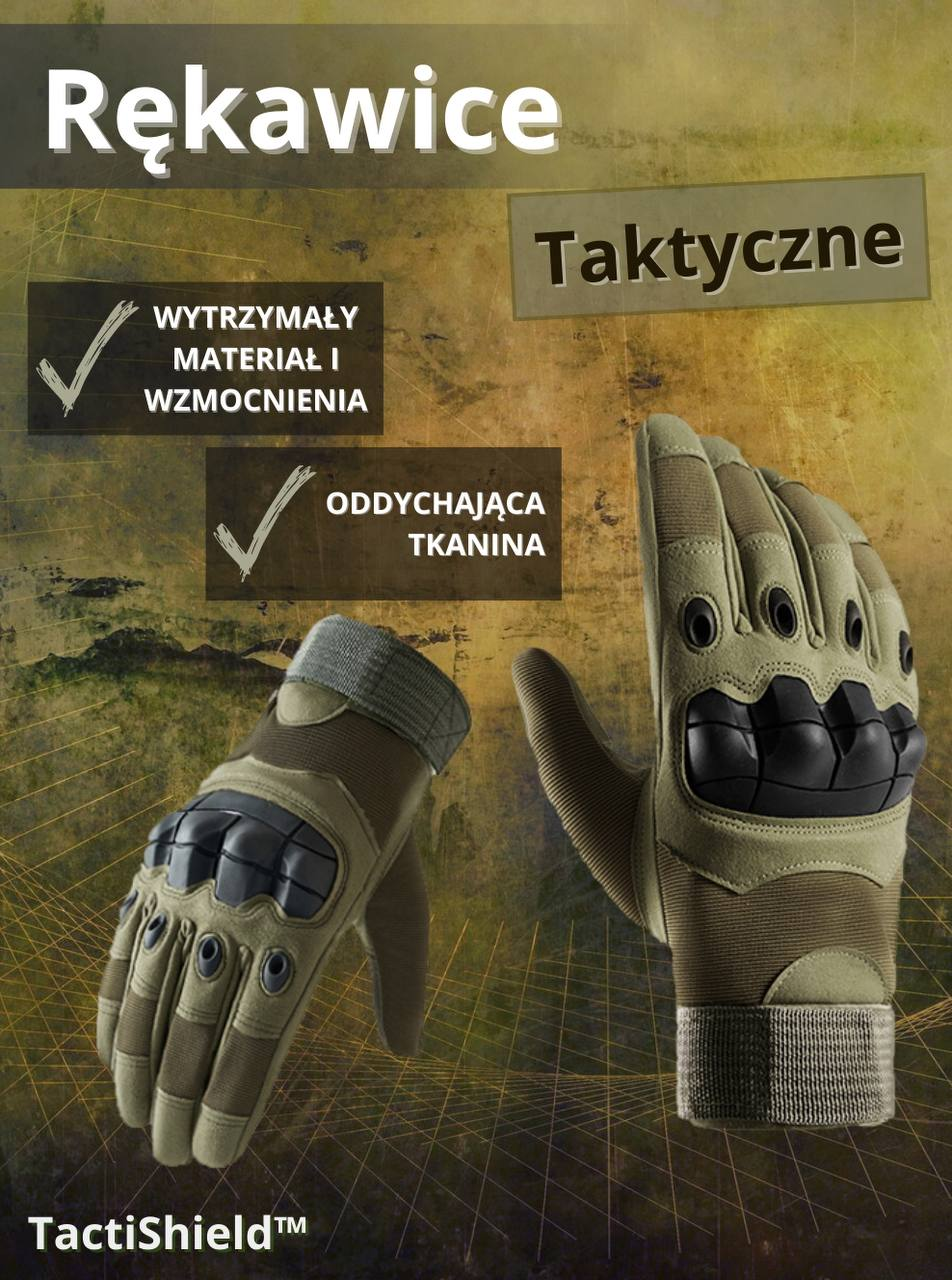 Rękawice
Taktyczne
WYTRZYMAŁY
MATERIAŁ I
WZMOCNIENIA
ODDYCHAJĄCA
TKANINA
TactiShield™